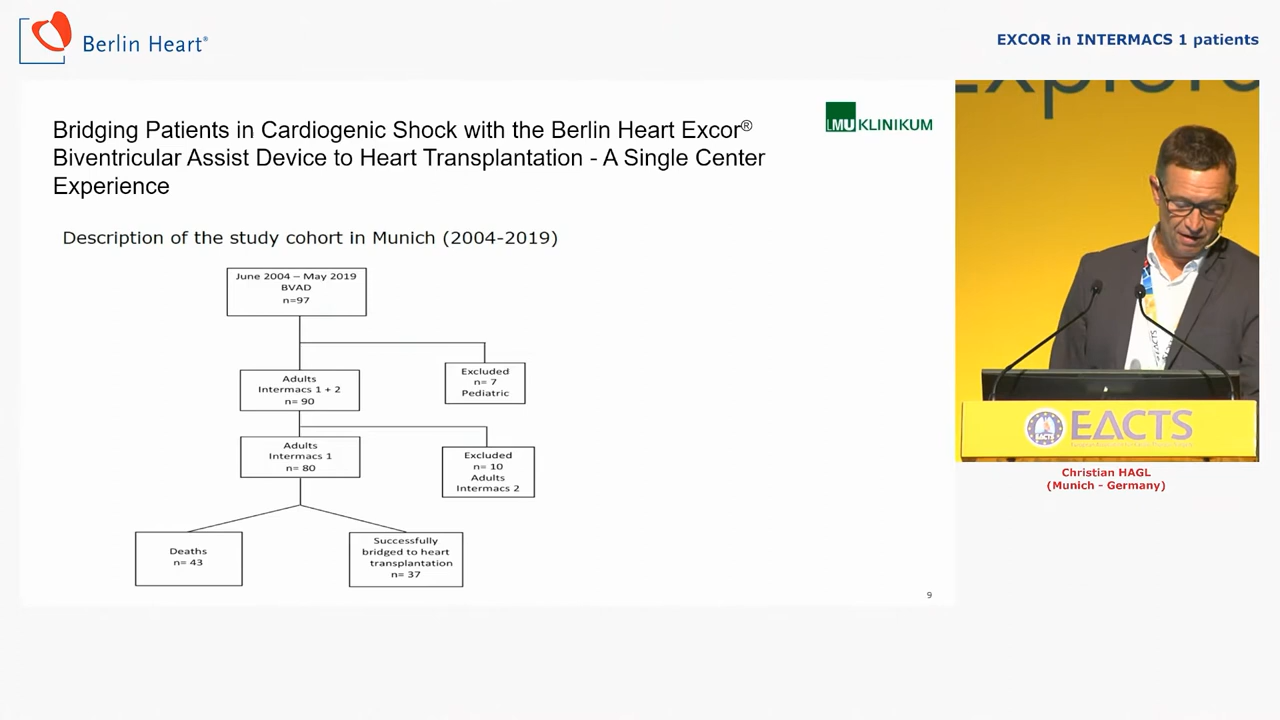 Berlin Heart®
EXCOR in INTERMACS 1 patients
Bridging Patients in Cardiogenic Shock with the Berlin Heart Excor®
Biventricular Assist Device to Heart Transplantation - A Single Center
Experience
LMU KLINIKUM
Description of the study cohort in Munich (2004-2019)
June 2004 – May 2019
BVAD
n=97
Excluded
n= 7
Pediatric
Adults
Intermacs 1 + 2
n= 90
Adults
Intermacs 1
n= 80
Excluded
n= 10
Adults
Intermacs 2
Deaths
n= 43
Successfully
bridged to heart
transplantation
n= 37
9
EACTS
EACTS
EACTS
Christian HAGL
(Munich - Germany)